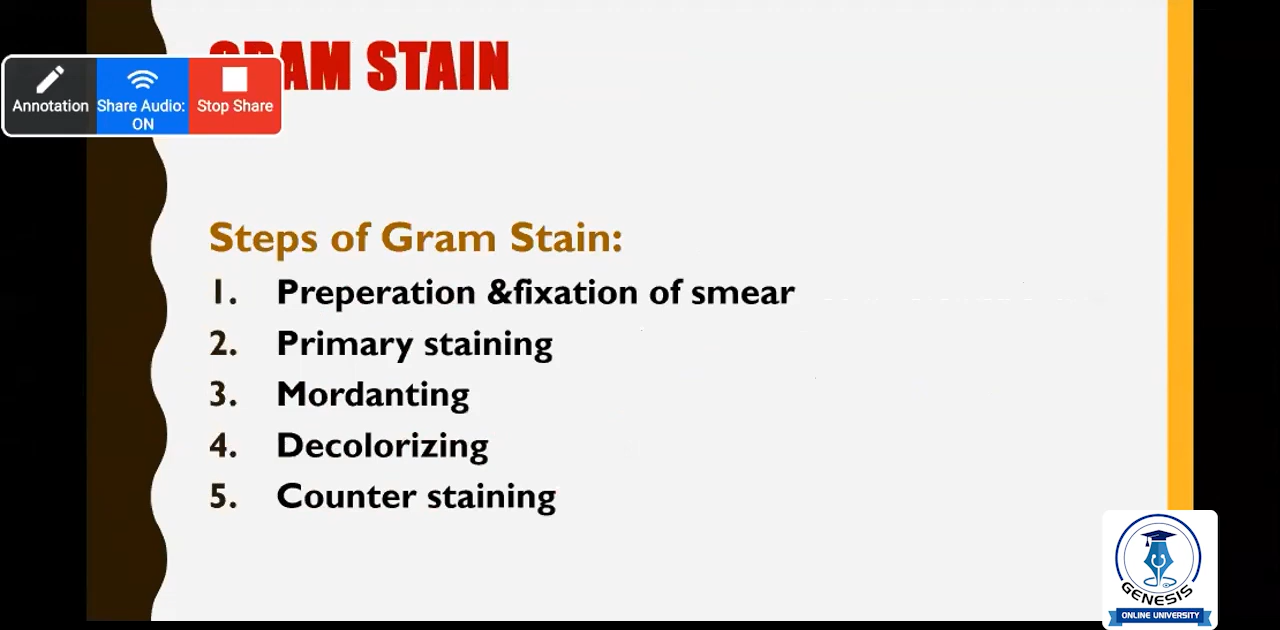 GRAM STAIN
Annotation
Share Audio:
ON
Stop Share
Steps of Gram Stain:
1. Preperation &fixation of smear
2. Primary staining
3. Mordanting
4. Decolorizing
5. Counter staining
GENESIS
ONLINE UNIVERSITY